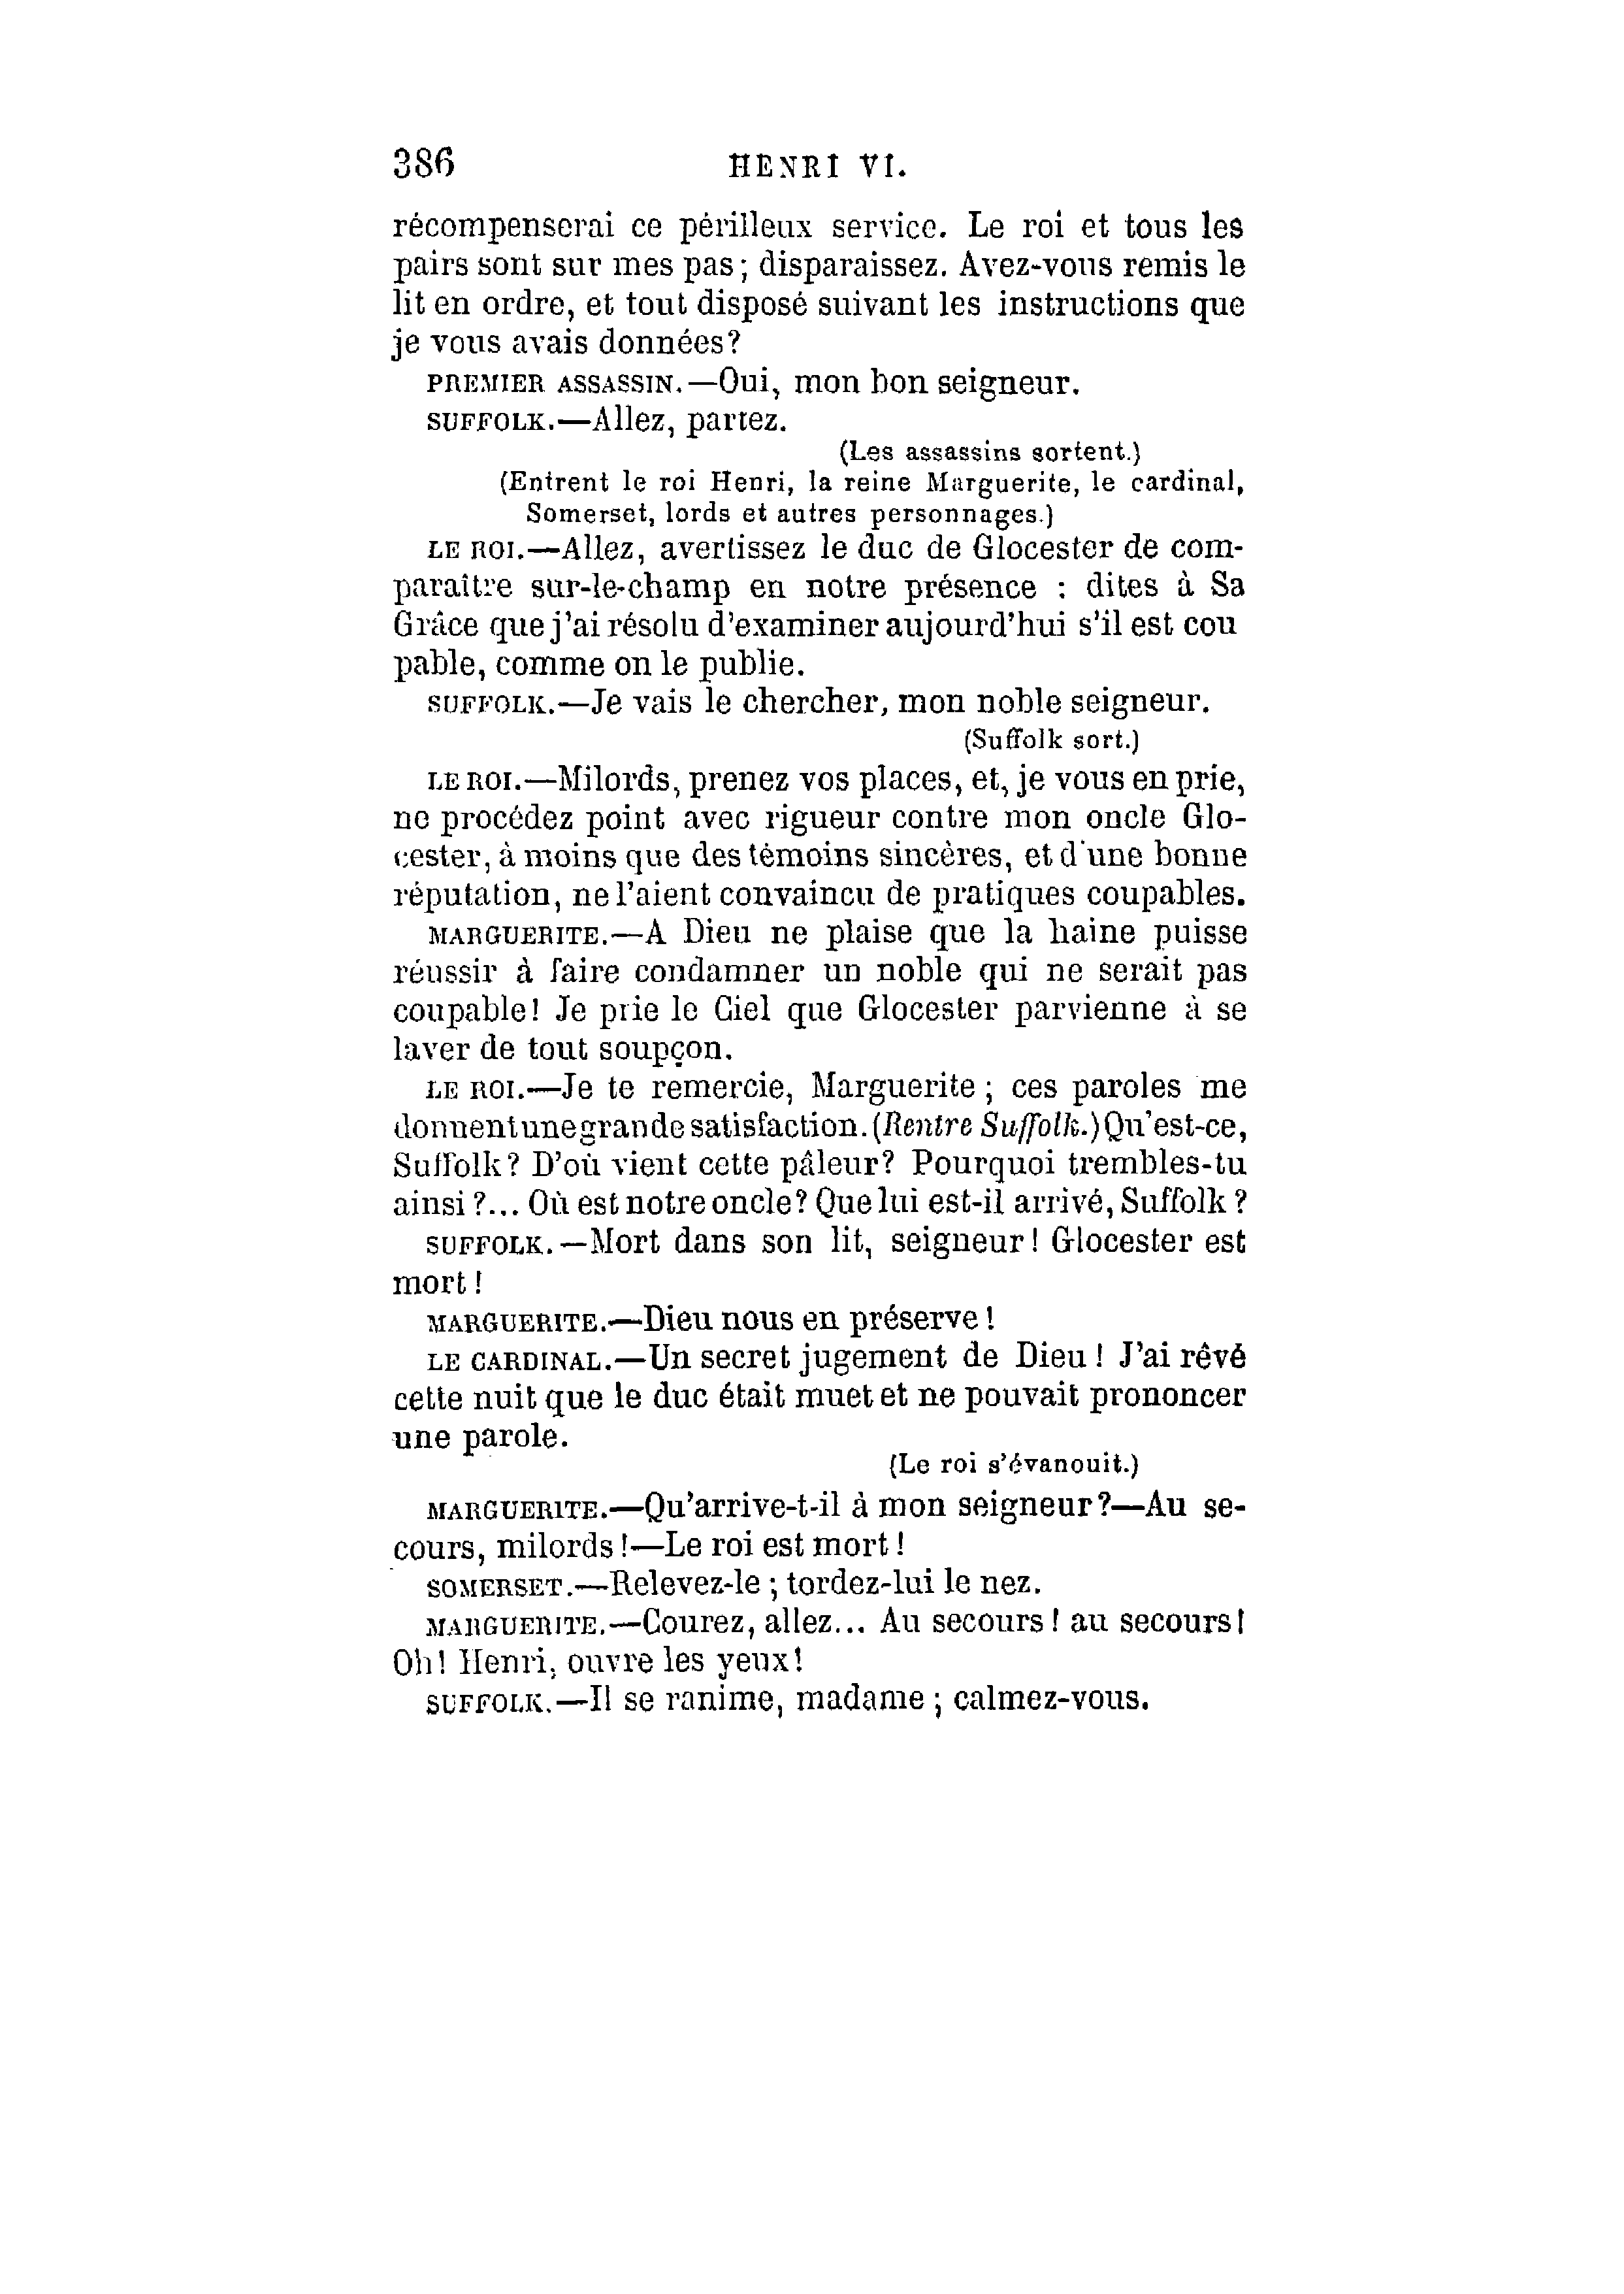 386 HENRI VI.
récompenserai ce périlleux service. Le roi et tous les
pairs sont sur mes pas ; disparaissez. Avez-vous remis le
lit en ordre, et tout disposé suivant les instructions que
je vous avais données?
PREMIER ASSASSIN.—Oui, mon bon seigneur.
SUFFOLK.—Allez, partez.
(Les assassins sortent.)
(Entrent le roi Henri, la reine Marguerite, le cardinal,
Somerset, lords et autres personnages.)
LE ROI.—Allez, avertissez le duc de Glocester de com-
paraître sur-le-champ en notre présence : dites à Sa
Grâce que j'ai résolu d'examiner aujourd'hui s'il est cou
pable, comme on le publie.
SUFFOLK.—Je vais le chercher, mon noble seigneur.
(Suffolk sort.)
LE ROI.—Milords, prenez vos places, et, je vous en prie,
ne procédez point avec rigueur contre mon oncle Glo-
cester, à moins que des témoins sincères, et d'une bonne
réputation, ne l'aient convaincu de pratiques coupables.
MARGUERITE.—A Dieu ne plaise que la haine puisse
réussir à faire condamner un noble qui ne serait pas
coupable! Je prie le Ciel que Glocester parvienne à se
laver de tout soupçon.
LE ROI.—Je te remercie, Marguerite ; ces paroles me
donnent une grande satisfaction. (Rentre Suffolk.) Qu'est-ce,
Suffolk? D'où vient cette pâleur? Pourquoi trembles-tu
ainsi ?... Où est notre oncle? Que lui est-il arrivé, Suffolk ?
SUFFOLK.—Mort dans son lit, seigneur! Glocester est
mort !
MARGUERITE.—Dieu nous en préserve !
LE CARDINAL.—Un secret jugement de Dieu ! J'ai rêvé
cette nuit que le duc était muet et ne pouvait prononcer
une parole.
(Le roi s'évanouit.)
MARGUERITE.—Qu'arrive-t-il à mon seigneur?—Au se-
cours, milords !—Le roi est mort !
SOMERSET.—Relevez-le ; tordez-lui le nez.
MARGUERITE.—Courez, allez... Au secours ! au secours !
Oh! Henri, ouvre les yeux!
SUFFOLK.—Il se ranime, madame ; calmez-vous.